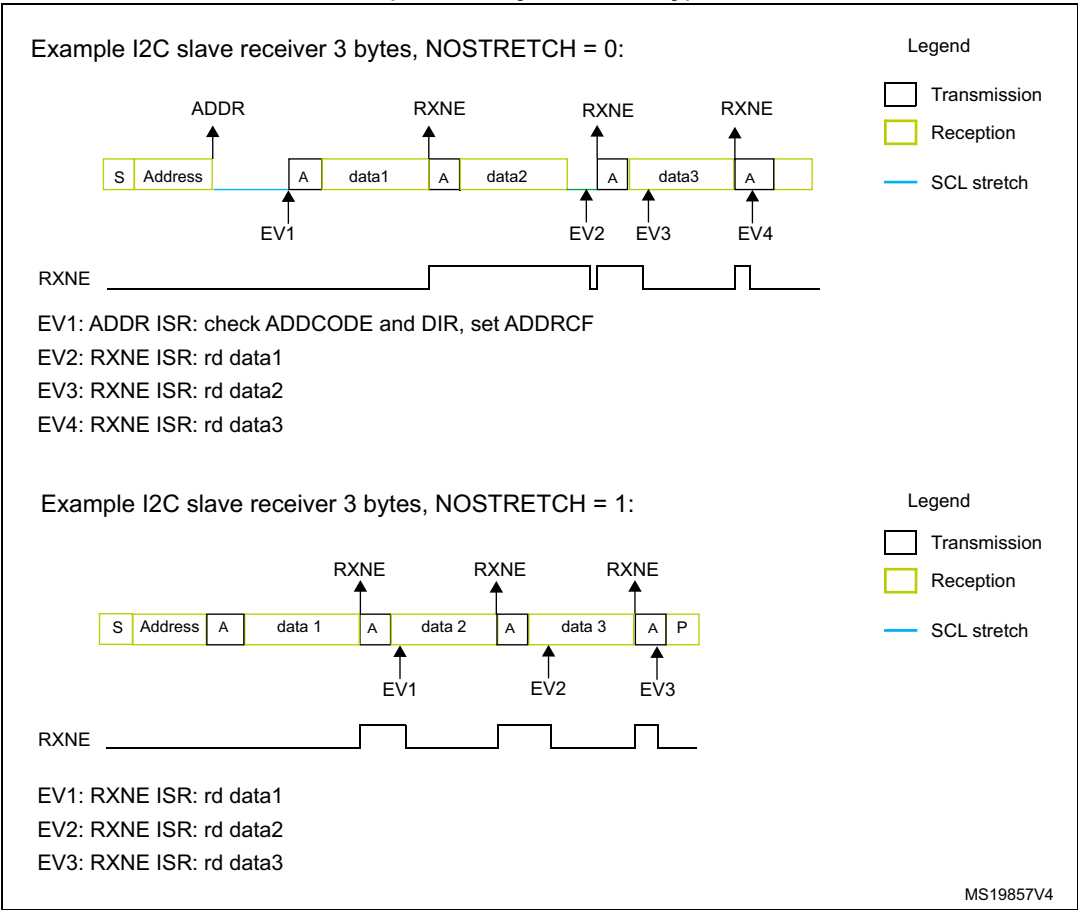 Example I2C slave receiver 3 bytes, NOSTRETCH = 0:
Legend
Transmission
Reception
SCL stretch
ADDR RXNE RXNE RXNE
S Address A data1 A data2 A data3 A
EV1 EV2 EV3 EV4
RXNE
EV1: ADDR ISR: check ADDCODE and DIR, set ADDRCF
EV2: RXNE ISR: rd data1
EV3: RXNE ISR: rd data2
EV4: RXNE ISR: rd data3
Example I2C slave receiver 3 bytes, NOSTRETCH = 1:
Legend
Transmission
Reception
SCL stretch
RXNE RXNE RXNE
S Address A data 1 A data 2 A data 3 A P
EV1 EV2 EV3
RXNE
EV1: RXNE ISR: rd data1
EV2: RXNE ISR: rd data2
EV3: RXNE ISR: rd data3
MS19857V4